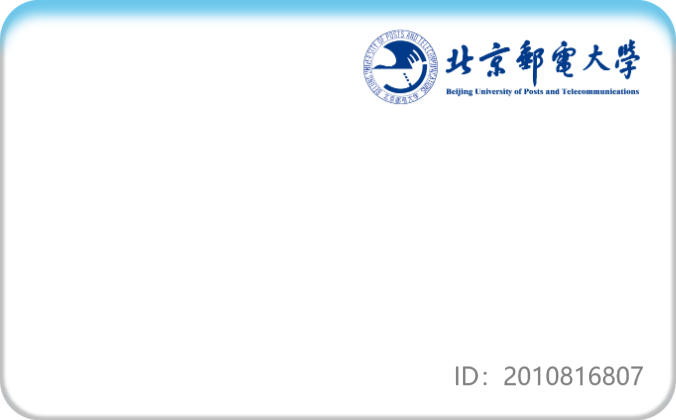 BEIJING UNIVERSITY OF POSTS AND TELECOMMUNICATIONS
北京郵電大學
北京郵電大學
Beijing University of Posts and Telecommunications
ID：2010816807